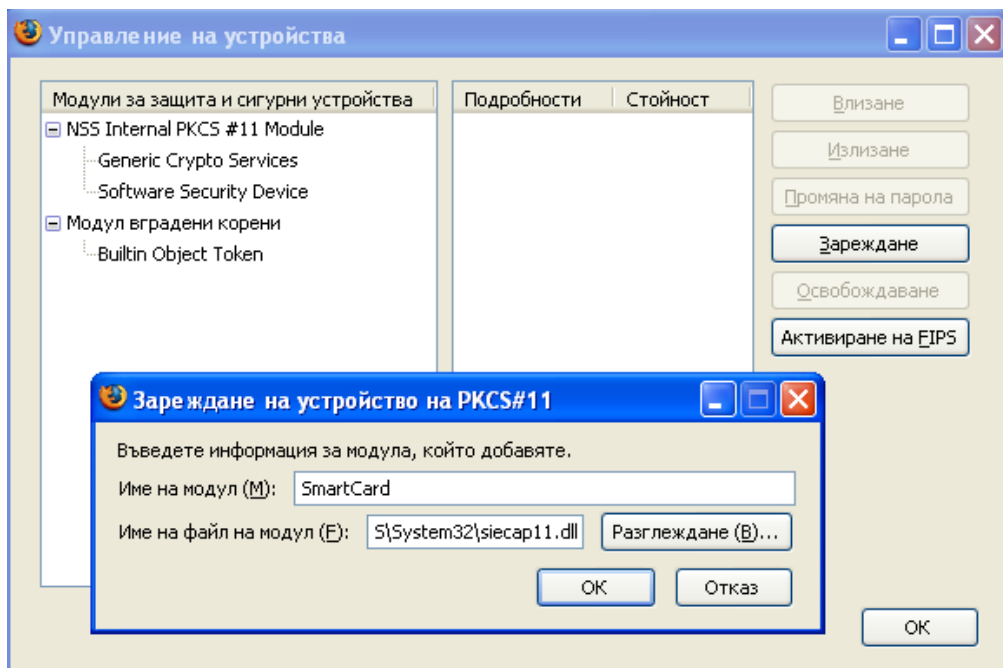 Управление на устройства
Модули за защита и сигурни устройства
Подробности
Стойност
NSS Internal PKCS #11 Module
Generic Crypto Services
Software Security Device
Модул вградени корени
Builtin Object Token
Влизане
Излизане
Промяна на парола
Зареждане
Освобождаване
Активиране на FIPS
Зареждане на устройство на PKCS#11
Въведете информация за модула, който добавяте.
Име на модул (M): SmartCard
Име на файл на модул (F): S\System32\siecap11.dll Разглеждане (B)...
OK Отказ
OK